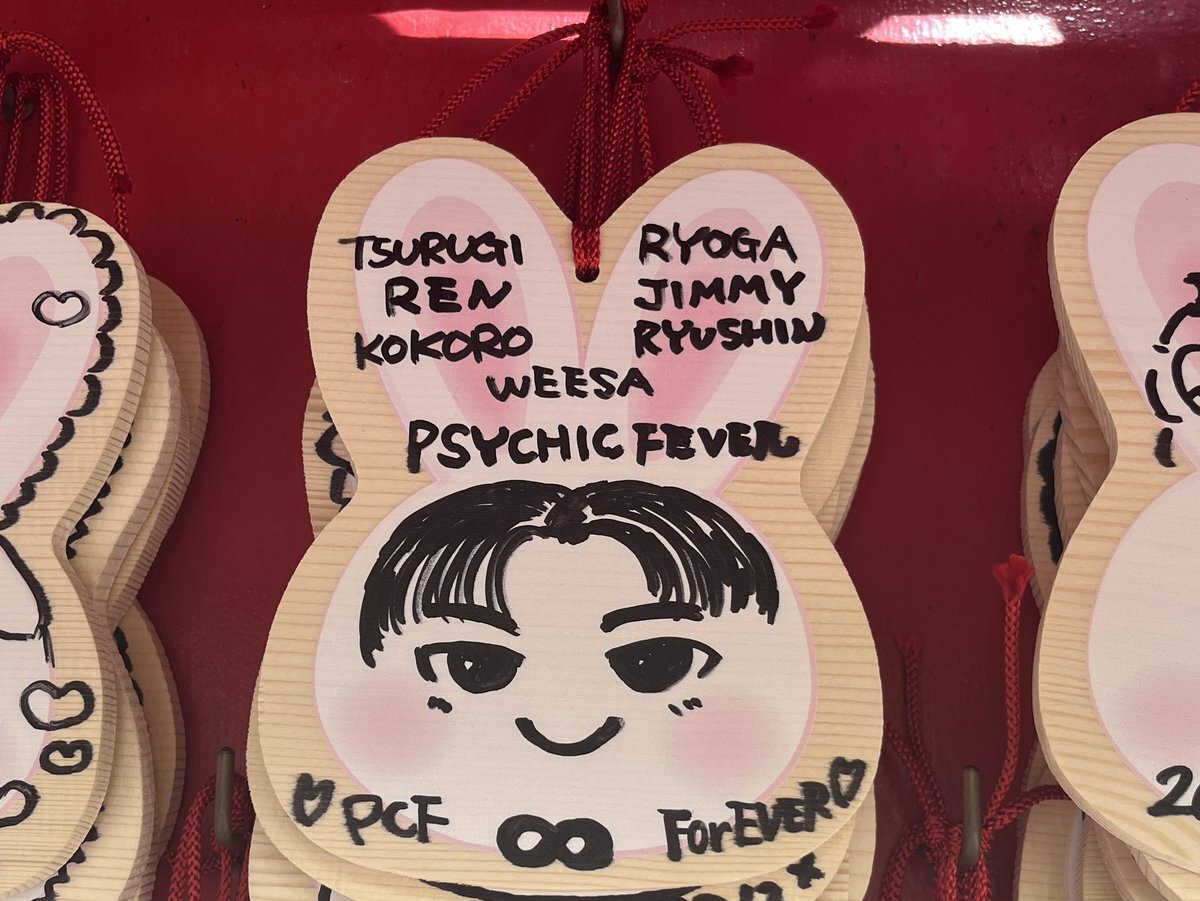 TSURUGI
REN
KOKORO
RYOGA
JIMMY
RYUSHIN
WEESA
PSYCHIC FEVER
♡ PCF
∞
ForEVER ♡